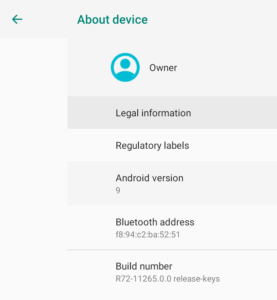 About device
Owner
Legal information
Regulatory labels
Android version
9
Bluetooth address
f8:94:c2:ba:52:51
Build number
R72-11265.0.0 release-keys